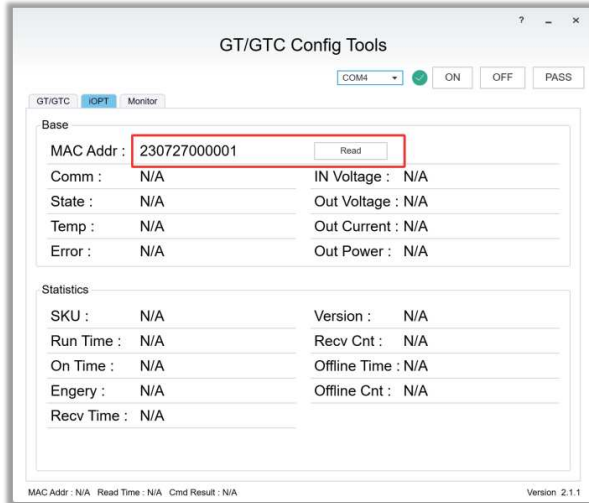 ? – ×
GT/GTC Config Tools
COM4 ON OFF PASS
GT/GTC iOPT Monitor
Base
MAC Addr : 230727000001 Read
Comm : N/A IN Voltage : N/A
State : N/A Out Voltage : N/A
Temp : N/A Out Current : N/A
Error : N/A Out Power : N/A
Statistics
SKU : N/A Version : N/A
Run Time : N/A Recv Cnt : N/A
On Time : N/A Offline Time : N/A
Engery : N/A Offline Cnt : N/A
Recv Time : N/A
MAC Addr : N/A Read Time : N/A Cmd Result : N/A Version 2.1.1